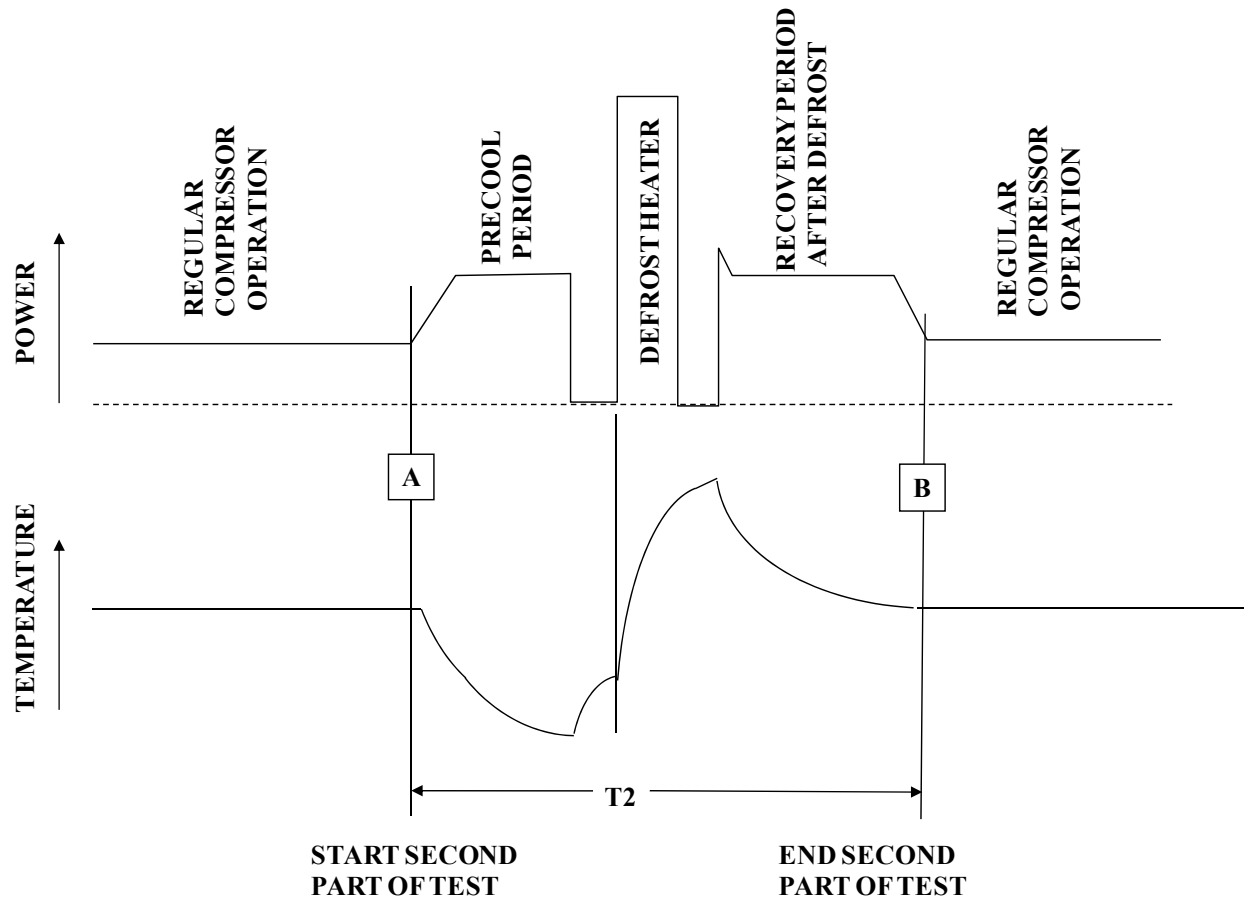 REGULAR
COMPRESSOR
OPERATION
PRECOOL
PERIOD
DEFROST HEATER
RECOVERY PERIOD
AFTER DEFROST
REGULAR
COMPRESSOR
OPERATION
POWER
A
B
TEMPERATURE
T2
START SECOND
PART OF TEST
END SECOND
PART OF TEST